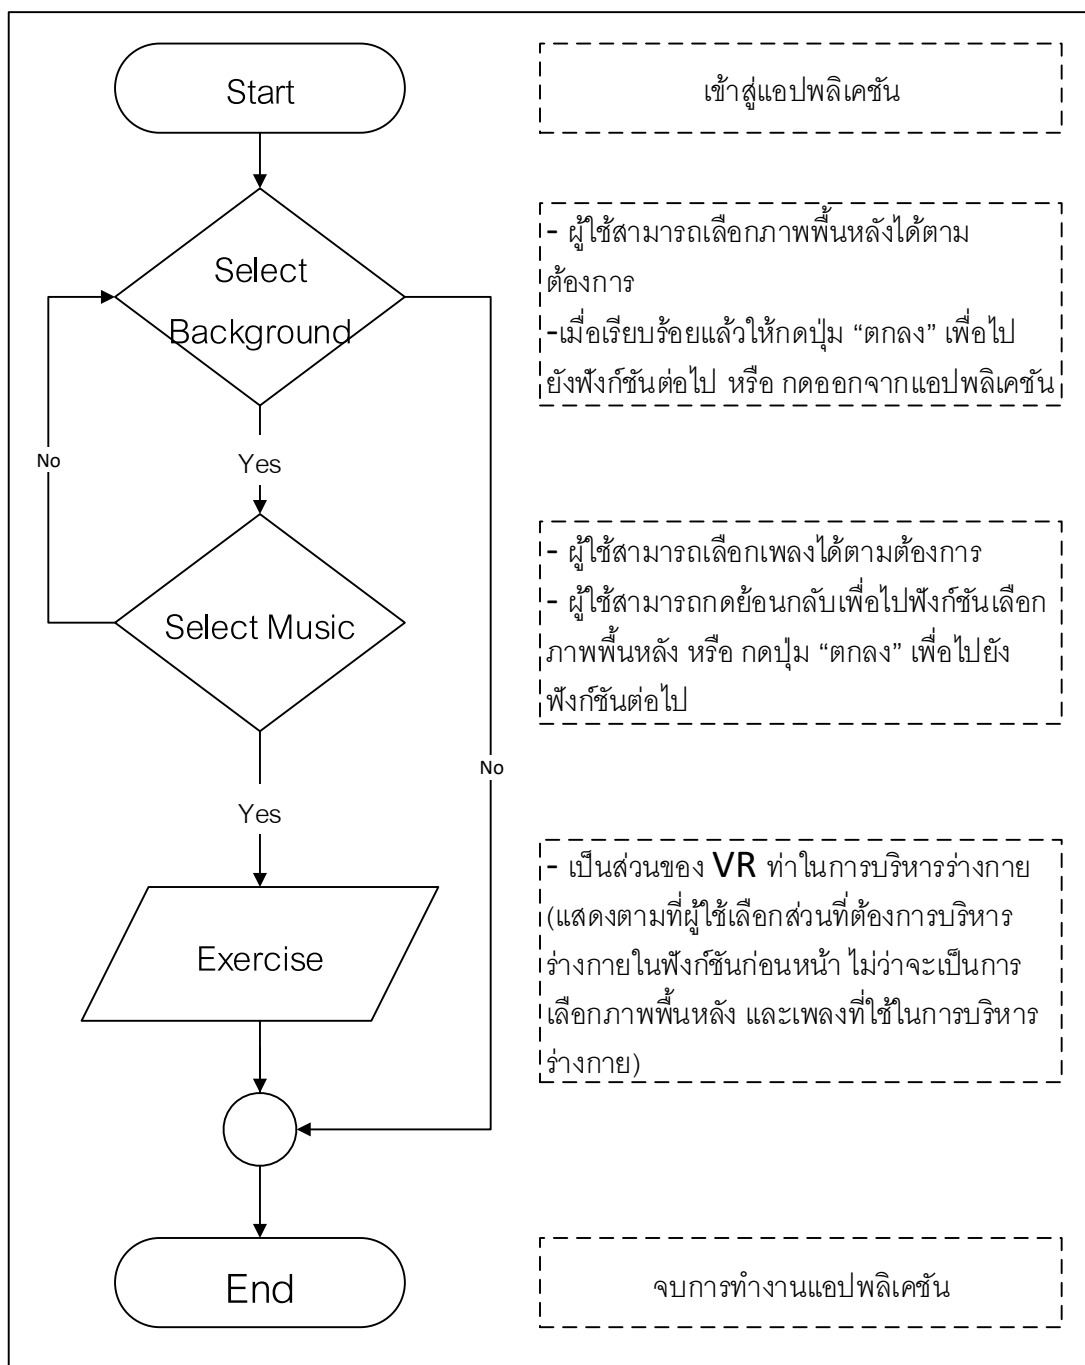 Start
เข้าสู่แอปพลิเคชัน
Select
Background
- ผู้ใช้สามารถเลือกภาพพื้นหลังได้ตาม
ต้องการ
-เมื่อเรียบร้อยแล้วให้กดปุ่ม “ตกลง” เพื่อไป
ยังฟังก์ชันต่อไป หรือ กดออกจากแอปพลิเคชัน
No
Yes
Select Music
- ผู้ใช้สามารถเลือกเพลงได้ตามต้องการ
- ผู้ใช้สามารถกดย้อนกลับเพื่อไปฟังก์ชันเลือก
ภาพพื้นหลัง หรือ กดปุ่ม “ตกลง” เพื่อไปยัง
ฟังก์ชันต่อไป
No
Yes
Exercise
- เป็นส่วนของ VR ท่าในการบริหารร่างกาย
(แสดงตามที่ผู้ใช้เลือกส่วนที่ต้องการบริหาร
ร่างกายในฟังก์ชันก่อนหน้า ไม่ว่าจะเป็นการ
เลือกภาพพื้นหลัง และเพลงที่ใช้ในการบริหาร
ร่างกาย)
End
จบการทำงานแอปพลิเคชัน